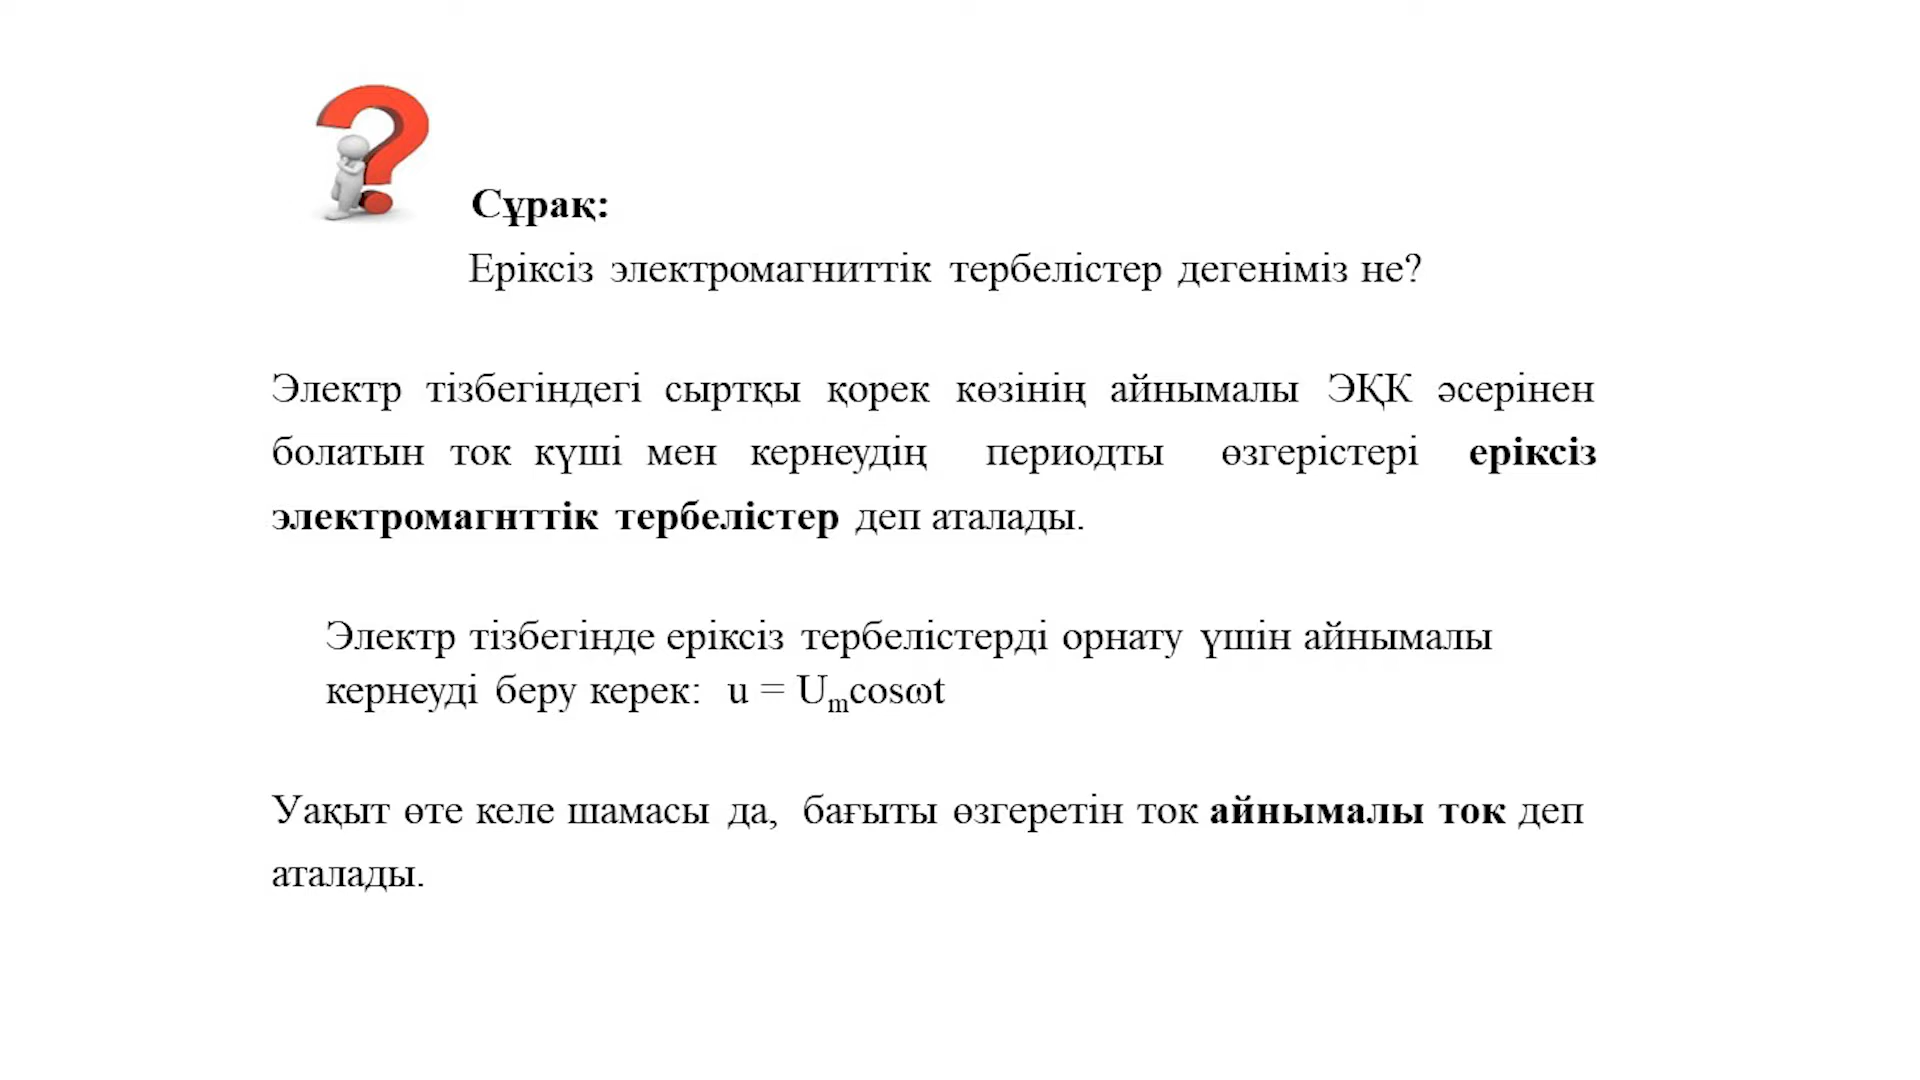 Сұрақ:
Еріксіз электромагниттік тербелістер дегеніміз не?
Электр тізбегіндегі сыртқы қорек көзінің айнымалы ЭҚК әсерінен
болатын ток күші мен кернеудің периодты өзгерістері еріксіз
электромагнттік тербелістер деп аталады.
Электр тізбегінде еріксіз тербелістерді орнату үшін айнымалы
кернеуді беру керек: u = Uₘcosωt
Уақыт өте келе шамасы да, бағыты өзгеретін ток айнымалы ток деп
аталады.